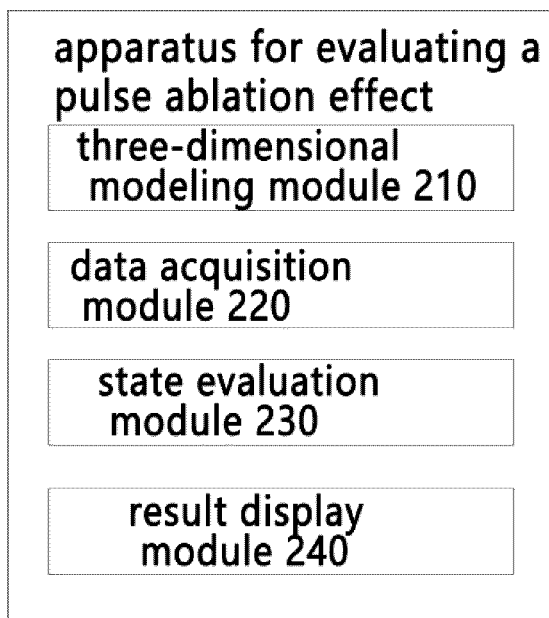 apparatus for evaluating a
pulse ablation effect
three-dimensional
modeling module 210
data acquisition
module 220
state evaluation
module 230
result display
module 240